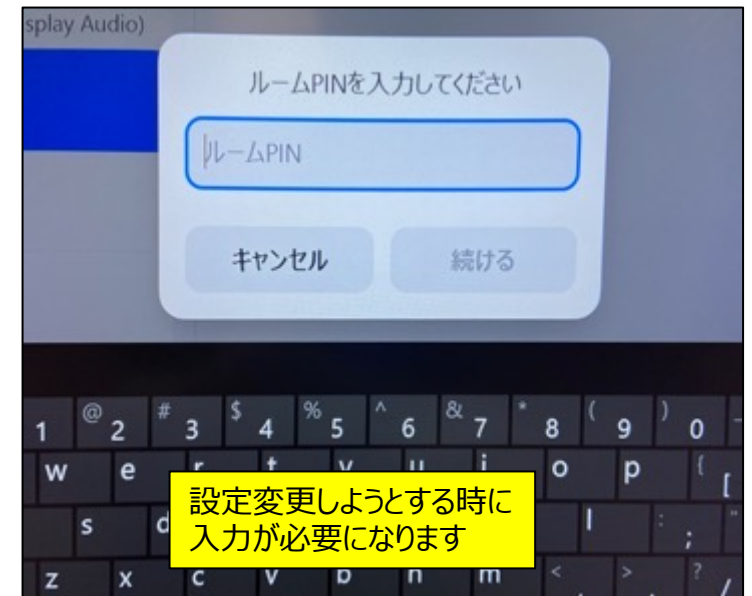 splay Audio)
ルームPINを入力してください
ルームPIN
キャンセル 続ける
1 @ 2 # 3 $ 4 % 5 ^ 6 & 7 * 8 ( 9 ) 0
w e r t y u i o p { [
設定変更しようとする時に
入力が必要になります
s d l : ; "
z x c v b n m < , > . ? /